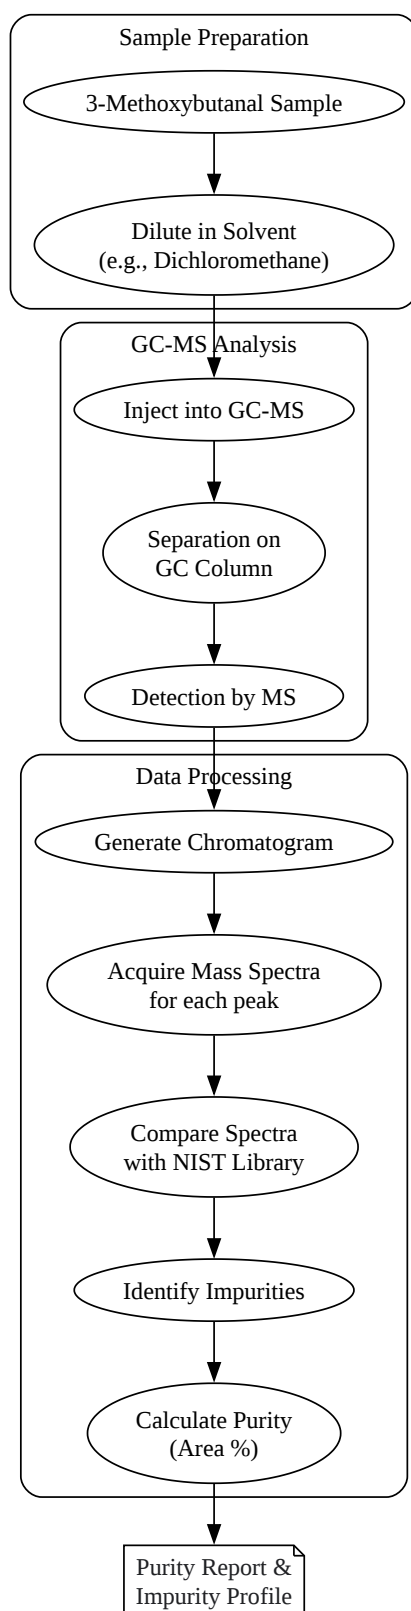 Sample Preparation
3-Methoxybutanal Sample
Dilute in Solvent
(e.g., Dichloromethane)
GC-MS Analysis
Inject into GC-MS
Separation on
GC Column
Detection by MS
Data Processing
Generate Chromatogram
Acquire Mass Spectra
for each peak
Compare Spectra
with NIST Library
Identify Impurities
Calculate Purity
(Area %)
Purity Report &
Impurity Profile